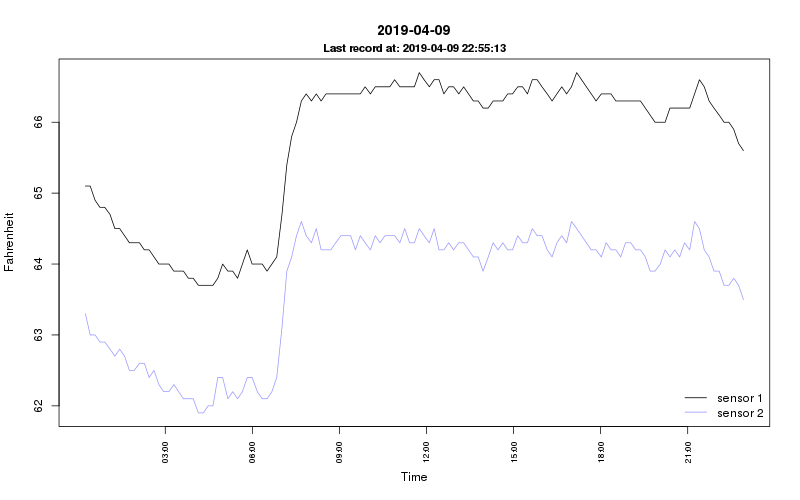 2019-04-09
Last record at: 2019-04-09 22:55:13
Fahrenheit
66
65
64
63
62
sensor 1
sensor 2
03:00
06:00
09:00
12:00
15:00
18:00
21:00
Time